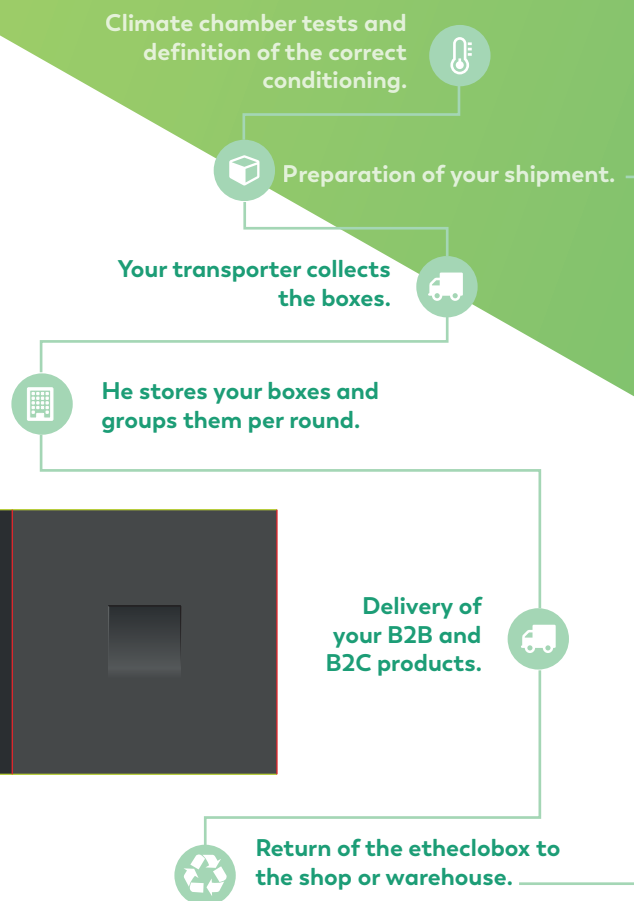 Climate chamber tests and
definition of the correct
conditioning.
Preparation of your shipment.
Your transporter collects
the boxes.
He stores your boxes and
groups them per round.
Delivery of
your B2B and
B2C products.
Return of the etheclobox to
the shop or warehouse.